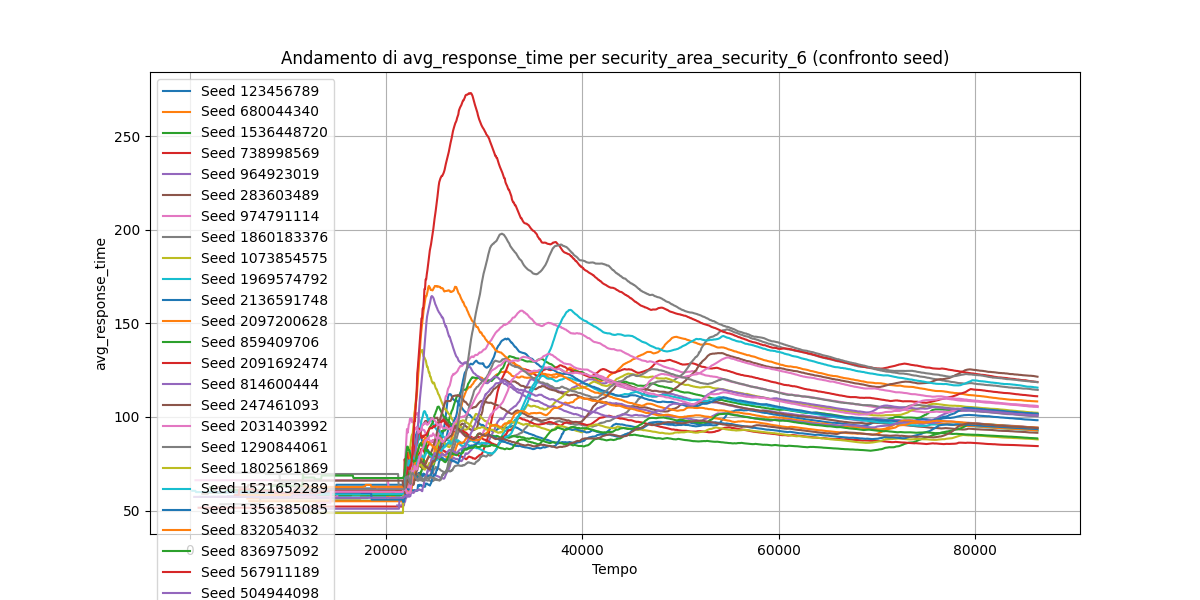 Andamento di avg_response_time per security_area_security_6 (confronto seed)
avg_response_time
250
200
150
100
50
Seed 123456789
Seed 680044340
Seed 1536448720
Seed 738998569
Seed 964923019
Seed 283603489
Seed 974791114
Seed 1860183376
Seed 1073854575
Seed 1969574792
Seed 2136591748
Seed 2097200628
Seed 859409706
Seed 2091692474
Seed 814600444
Seed 247461093
Seed 2031403992
Seed 1290844061
Seed 1802561869
Seed 1521652289
Seed 1356385085
Seed 832054032
Seed 836975092
Seed 567911189
Seed 504944098
0 20000 40000 60000 80000
Tempo